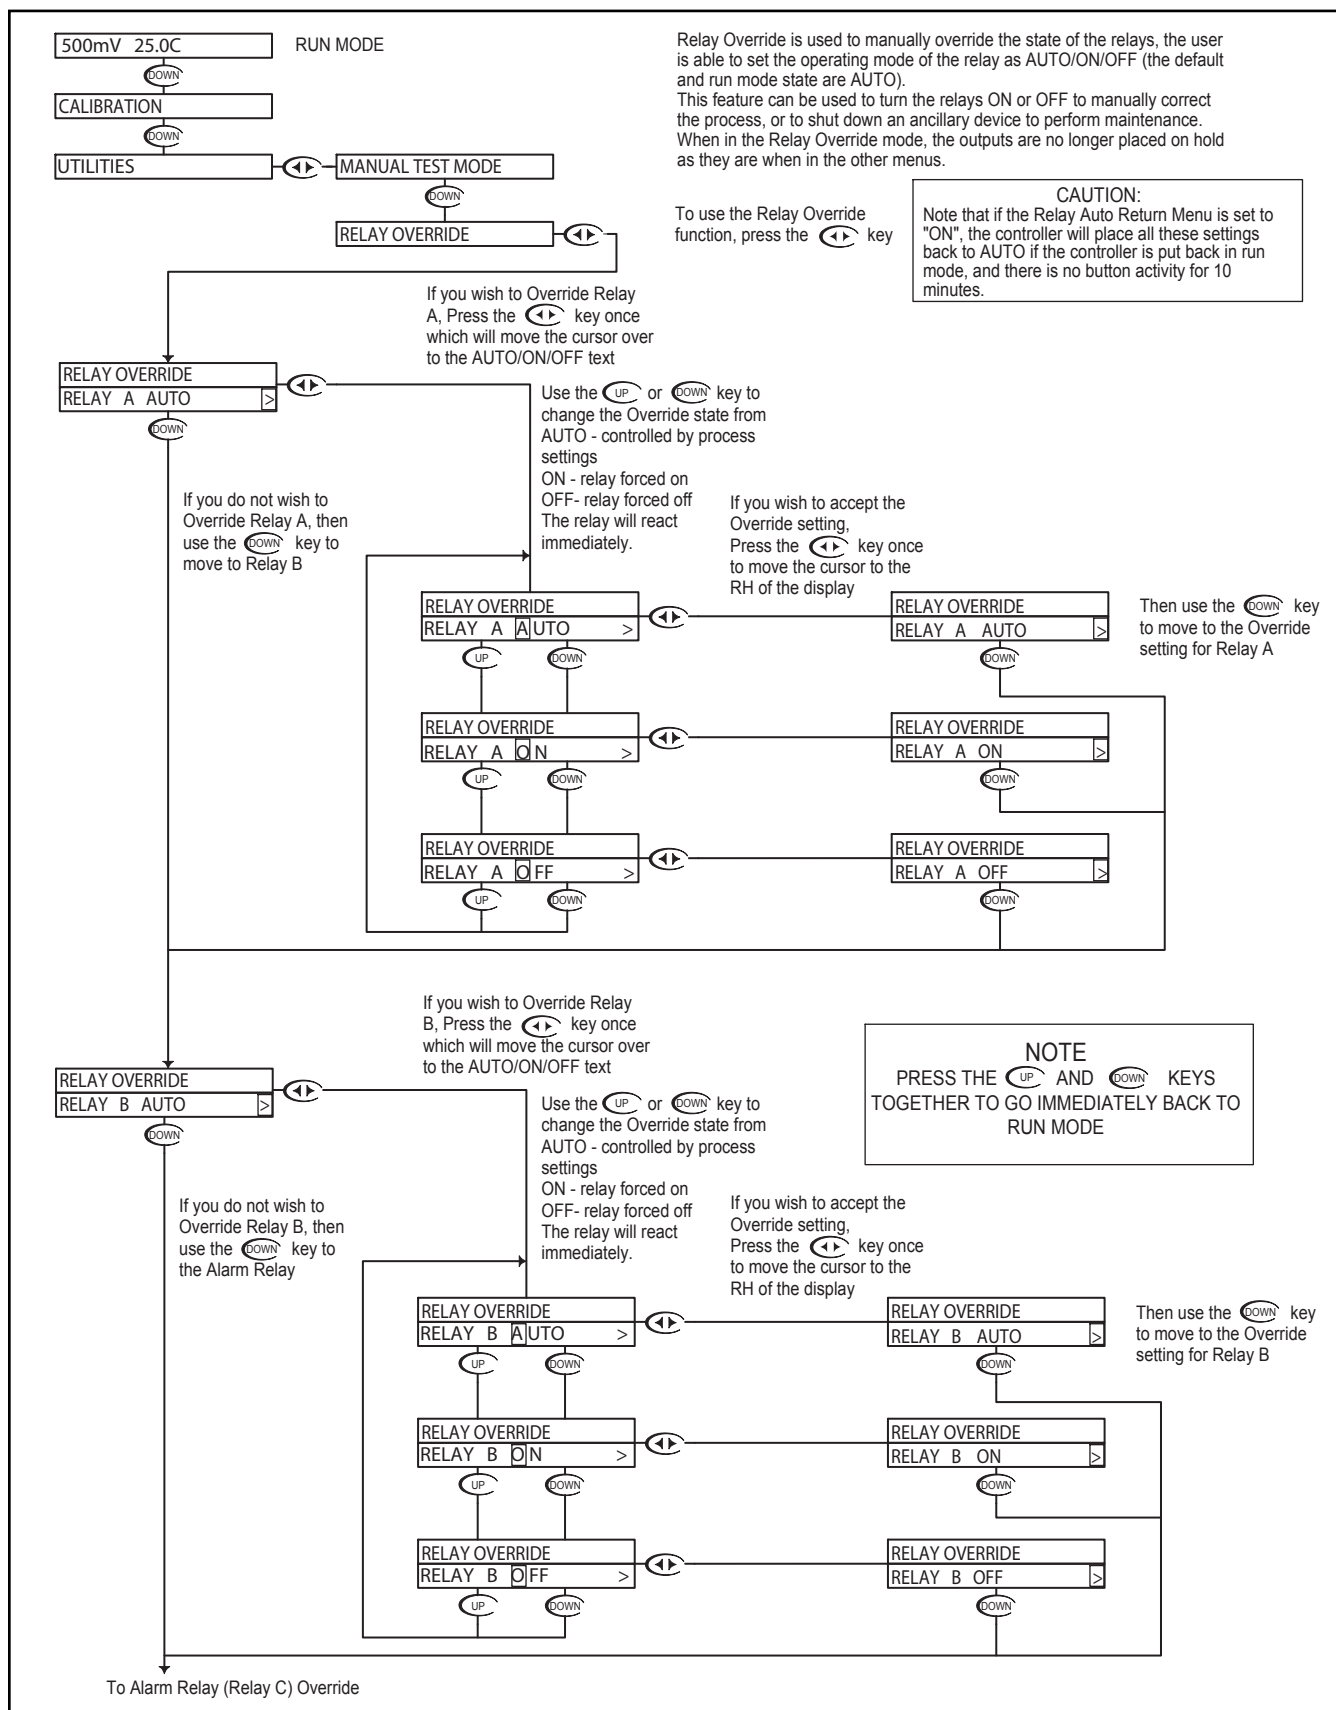 500mV 25.0C
RUN MODE
DOWN
CALIBRATION
DOWN
UTILITIES
MANUAL TEST MODE
DOWN
RELAY OVERRIDE
Relay Override is used to manually override the state of the relays, the user
is able to set the operating mode of the relay as AUTO/ON/OFF (the default
and run mode state are AUTO).
This feature can be used to turn the relays ON or OFF to manually correct
the process, or to shut down an ancillary device to perform maintenance.
When in the Relay Override mode, the outputs are no longer placed on hold
as they are when in the other menus.
To use the Relay Override
function, press the key
CAUTION:
Note that if the Relay Auto Return Menu is set to
"ON", the controller will place all these settings
back to AUTO if the controller is put back in run
mode, and there is no button activity for 10
minutes.
If you wish to Override Relay
A, Press the key once
which will move the cursor over
to the AUTO/ON/OFF text
RELAY OVERRIDE
RELAY A AUTO >
DOWN
Use the UP or DOWN key to
change the Override state from
AUTO - controlled by process
settings
ON - relay forced on
OFF- relay forced off
The relay will react
immediately.
If you do not wish to
Override Relay A, then
use the DOWN key to
move to Relay B
If you wish to accept the
Override setting,
Press the key once
to move the cursor to the
RH of the display
RELAY OVERRIDE
RELAY A AUTO >
UP DOWN
RELAY OVERRIDE
RELAY A AUTO >
DOWN
Then use the DOWN key
to move to the Override
setting for Relay A
RELAY OVERRIDE
RELAY A ON >
UP DOWN
RELAY OVERRIDE
RELAY A ON >
DOWN
RELAY OVERRIDE
RELAY A OFF >
UP DOWN
RELAY OVERRIDE
RELAY A OFF >
DOWN
If you wish to Override Relay
B, Press the key once
which will move the cursor over
to the AUTO/ON/OFF text
NOTE
PRESS THE UP AND DOWN KEYS
TOGETHER TO GO IMMEDIATELY BACK TO
RUN MODE
RELAY OVERRIDE
RELAY B AUTO >
DOWN
Use the UP or DOWN key to
change the Override state from
AUTO - controlled by process
settings
ON - relay forced on
OFF- relay forced off
The relay will react
immediately.
If you do not wish to
Override Relay B, then
use the DOWN key to
the Alarm Relay
If you wish to accept the
Override setting,
Press the key once
to move the cursor to the
RH of the display
RELAY OVERRIDE
RELAY B AUTO >
UP DOWN
RELAY OVERRIDE
RELAY B AUTO >
DOWN
Then use the DOWN key
to move to the Override
setting for Relay B
RELAY OVERRIDE
RELAY B ON >
UP DOWN
RELAY OVERRIDE
RELAY B ON >
DOWN
RELAY OVERRIDE
RELAY B OFF >
UP DOWN
RELAY OVERRIDE
RELAY B OFF >
DOWN
To Alarm Relay (Relay C) Override